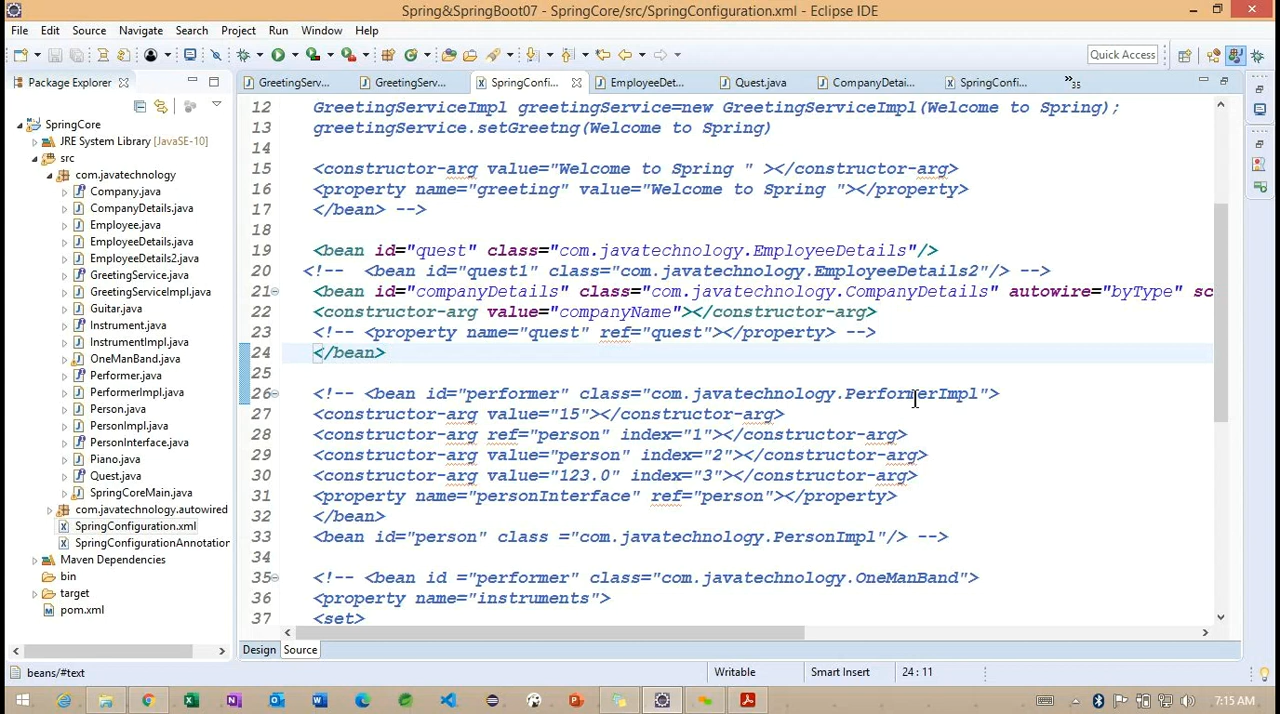 Spring&SpringBoot07 - SpringCore/src/SpringConfiguration.xml - Eclipse IDE
File Edit Source Navigate Search Project Run Window Help
Quick Access
Package Explorer
GreetingServ... GreetingServ... SpringConfi... EmployeeDet... Quest.java CompanyDetai... SpringConfi... »35
SpringCore
JRE System Library [JavaSE-10]
src
com.javatechnology
Company.java
CompanyDetails.java
Employee.java
EmployeeDetails.java
EmployeeDetails2.java
GreetingService.java
GreetingServiceImpl.java
Guitar.java
Instrument.java
InstrumentImpl.java
OneManBand.java
Performer.java
PerformerImpl.java
Person.java
PersonImpl.java
PersonInterface.java
Piano.java
Quest.java
SpringCoreMain.java
com.javatechnology.autowired
SpringConfiguration.xml
SpringConfigurationAnnotation
Maven Dependencies
bin
target
pom.xml
12 GreetingServiceImpl greetingService=new GreetingServiceImpl(Welcome to Spring);
13 greetingService.setGreetng(Welcome to Spring)
14
15 <constructor-arg value="Welcome to Spring " ></constructor-arg>
16 <property name="greeting" value="Welcome to Spring "></property>
17 </bean> -->
18
19 <bean id="quest" class="com.javatechnology.EmployeeDetails"/>
20 <!-- <bean id="quest1" class="com.javatechnology.EmployeeDetails2"/> -->
21 <bean id="companyDetails" class="com.javatechnology.CompanyDetails" autowire="byType" sc
22 <constructor-arg value="companyName"></constructor-arg>
23 <!-- <property name="quest" ref="quest"></property> -->
24 </bean>
25
26 <!-- <bean id="performer" class="com.javatechnology.PerformerImpl">
27 <constructor-arg value="15"></constructor-arg>
28 <constructor-arg ref="person" index="1"></constructor-arg>
29 <constructor-arg value="person" index="2"></constructor-arg>
30 <constructor-arg value="123.0" index="3"></constructor-arg>
31 <property name="personInterface" ref="person"></property>
32 </bean>
33 <bean id="person" class ="com.javatechnology.PersonImpl"/> -->
34
35 <!-- <bean id ="performer" class="com.javatechnology.OneManBand">
36 <property name="instruments">
37 <set>
Design Source
beans/#text Writable Smart Insert 24 : 11
7:15 AM